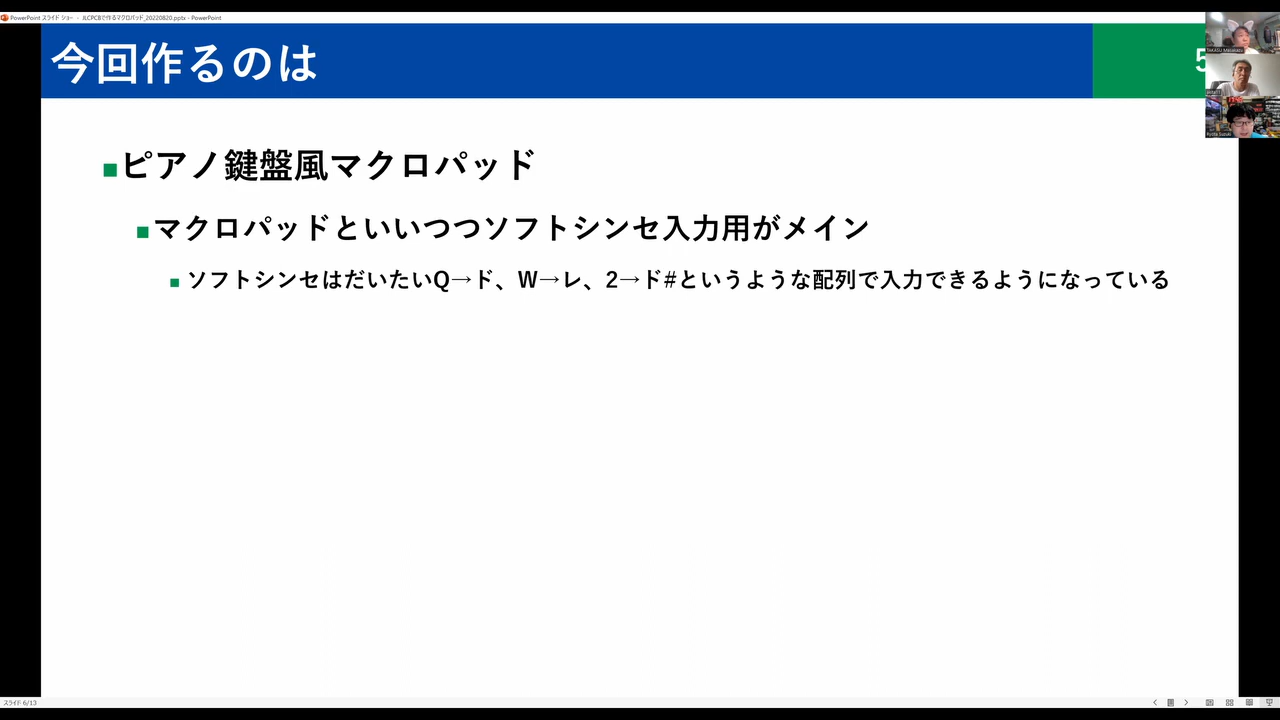 PowerPoint スライド ショー - JLCPCBで作るマクロパッド_20220820.pptx - PowerPoint
今回作るのは
5
TAKASU Masakazu
Ryota Suzuki
■ピアノ鍵盤風マクロパッド
■マクロパッドといいつつソフトシンセ入力用がメイン
■ソフトシンセはだいたいQ→ド、W→レ、2→ド#というような配列で入力できるようになっている
スライド 6/13